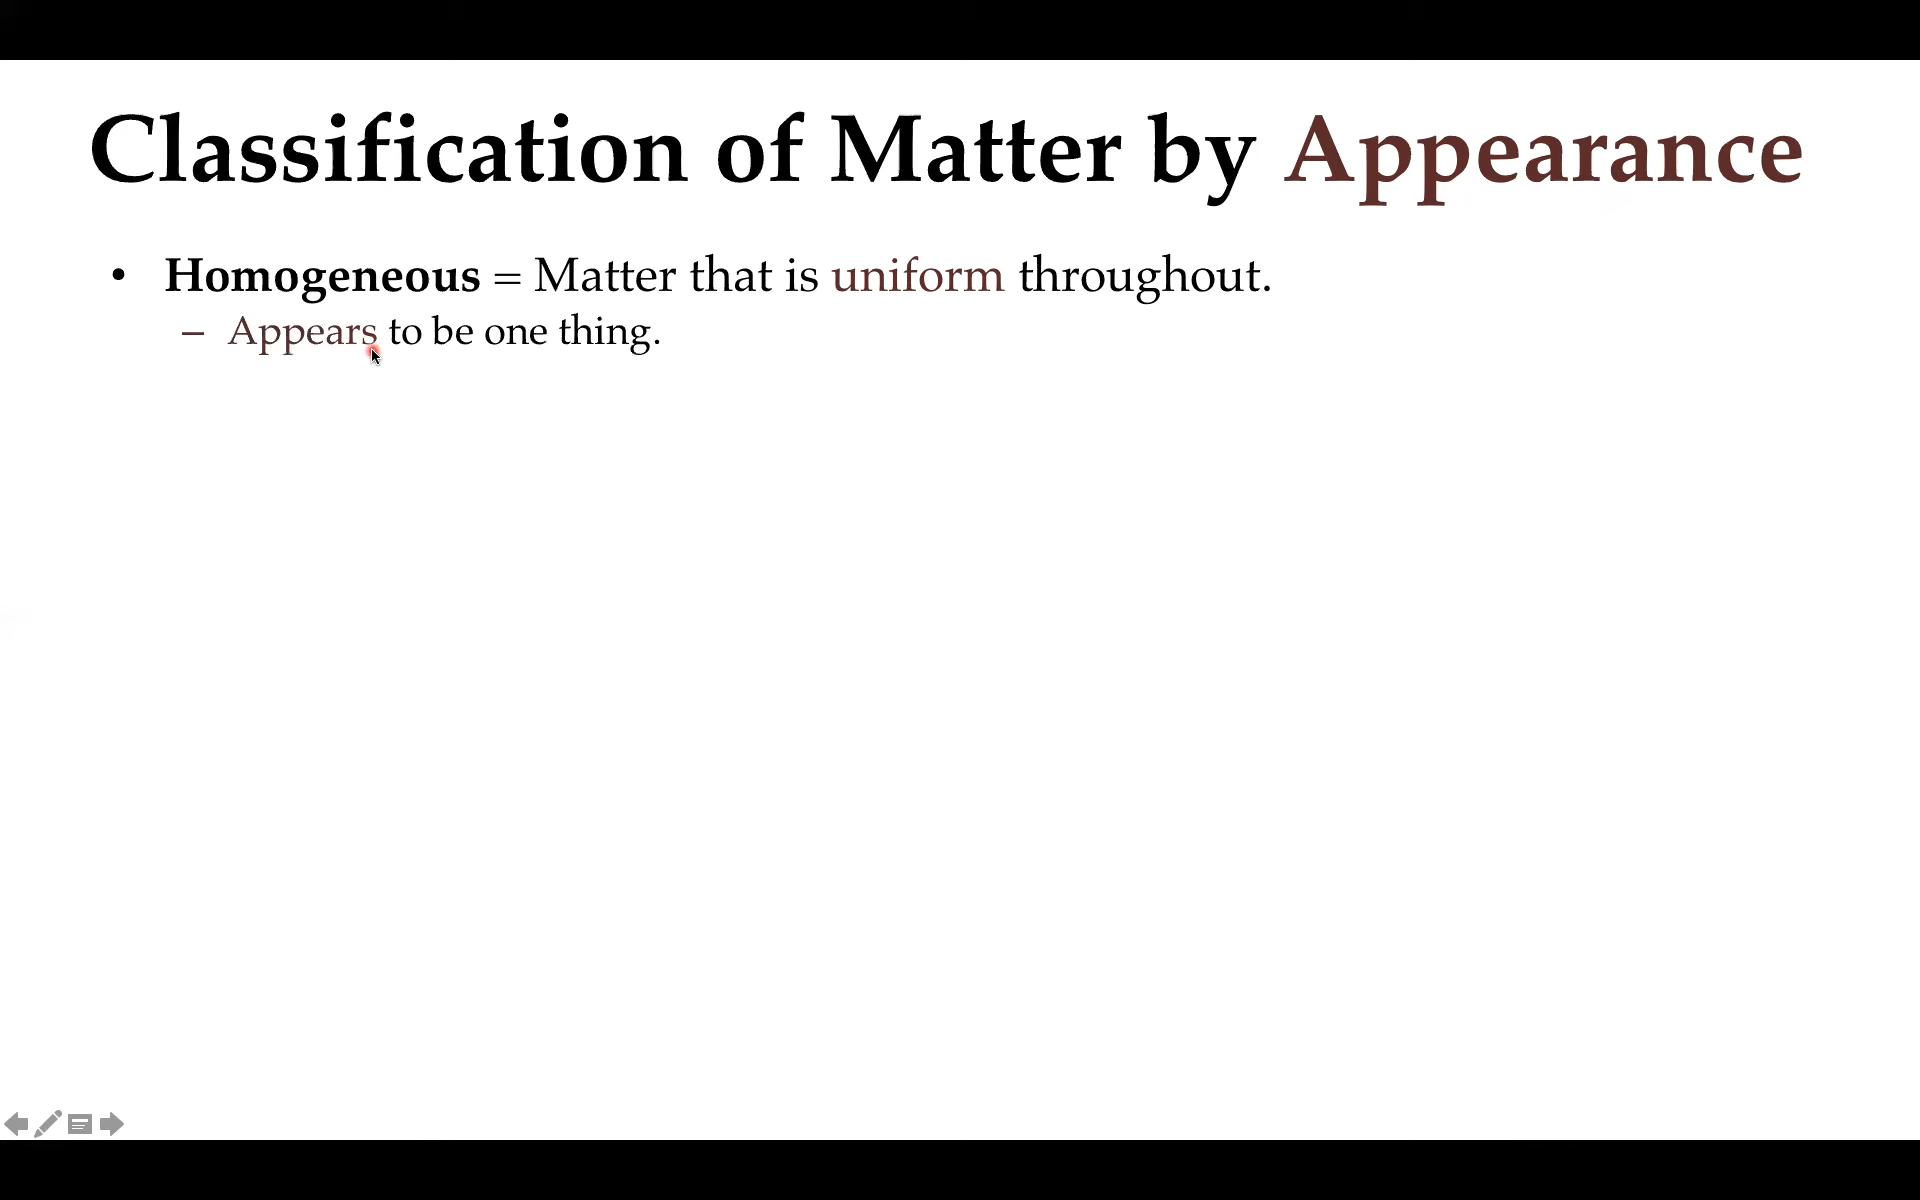 Classification of Matter by Appearance
• Homogeneous = Matter that is uniform throughout.
– Appears to be one thing.